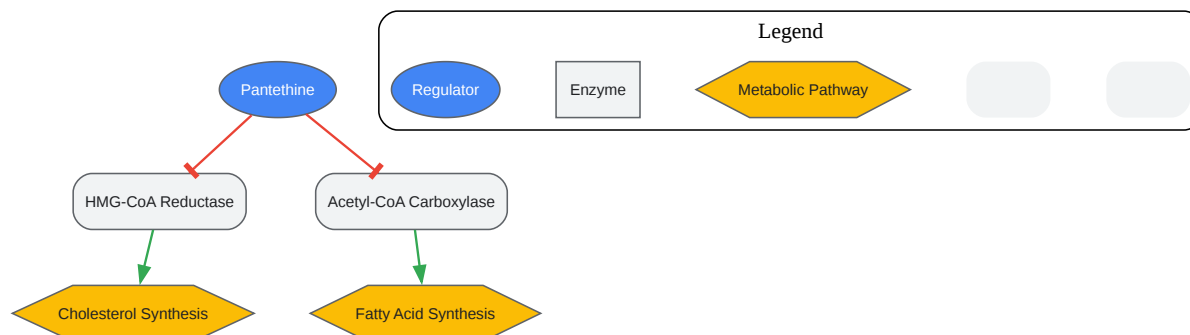 Legend
Pantethine
Regulator
Enzyme
Metabolic Pathway
HMG-CoA Reductase
Acetyl-CoA Carboxylase
Cholesterol Synthesis
Fatty Acid Synthesis